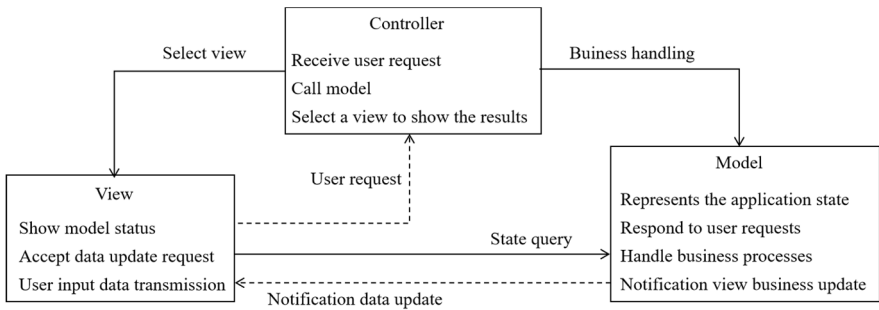 Controller
Select view
Receive user request
Buiness handling
Call model
Select a view to show the results
User request
Model
View
Represents the application state
Show model status
Respond to user requests
State query
Accept data update request
Handle business processes
User input data transmission
Notification view business update
Notification data update